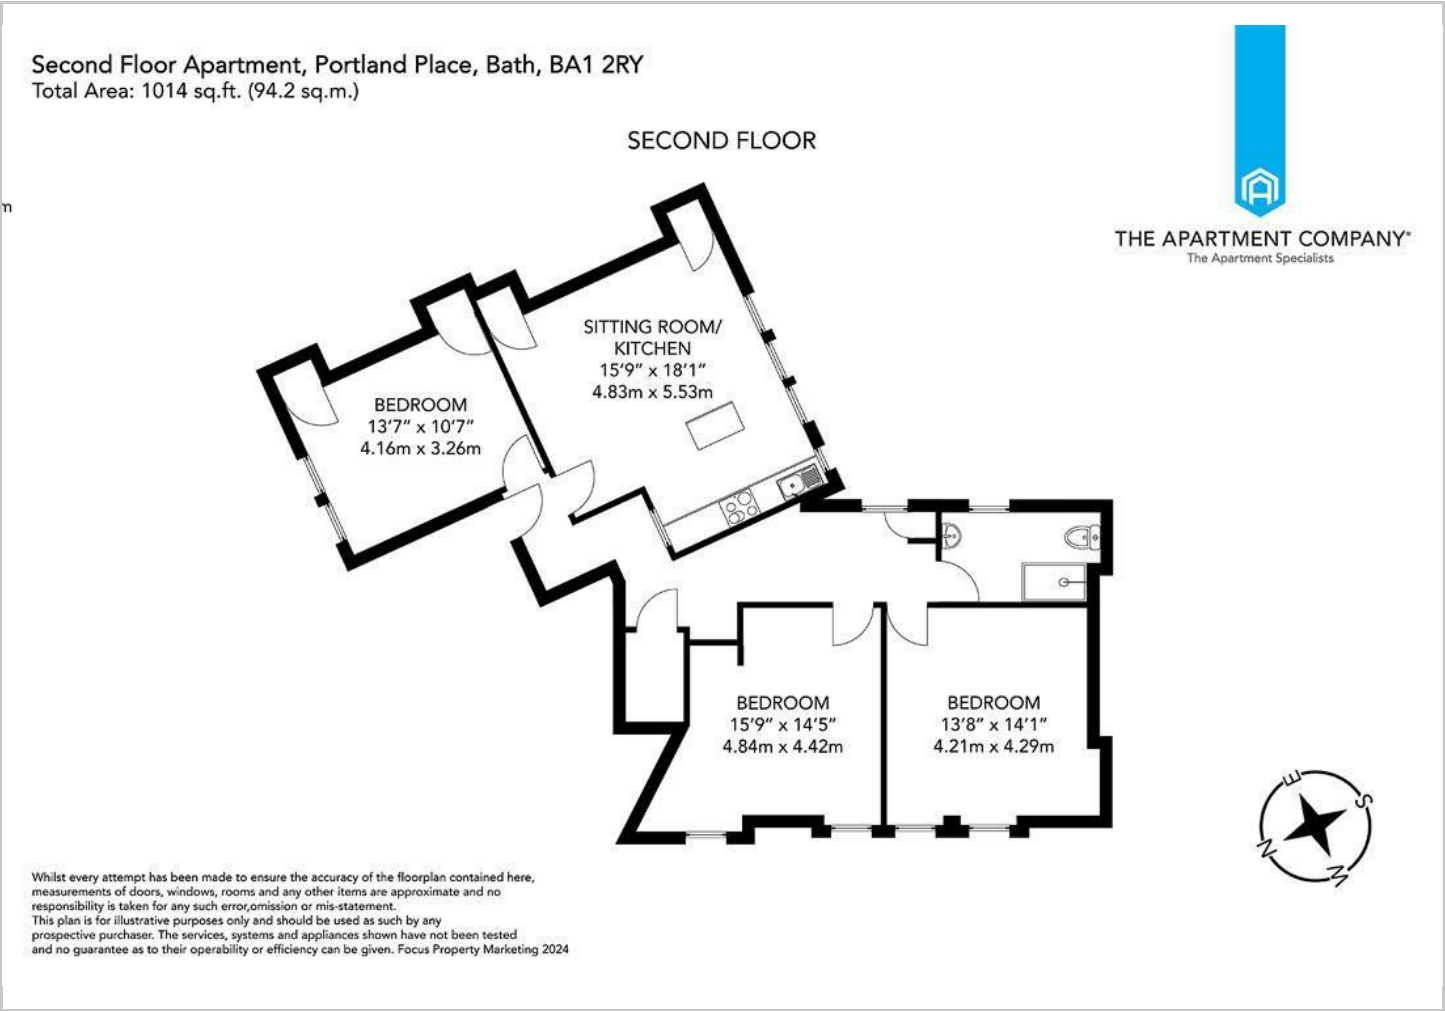 Second Floor Apartment, Portland Place, Bath, BA1 2RY
Total Area: 1014 sq.ft. (94.2 sq.m.)
SECOND FLOOR
m
THE APARTMENT COMPANY®
The Apartment Specialists
SITTING ROOM/
KITCHEN
15'9" x 18'1"
4.83m x 5.53m
BEDROOM
13'7" x 10'7"
4.16m x 3.26m
BEDROOM
15'9" x 14'5"
4.84m x 4.42m
BEDROOM
13'8" x 14'1"
4.21m x 4.29m
E
S
N
W
Whilst every attempt has been made to ensure the accuracy of the floorplan contained here,
measurements of doors, windows, rooms and any other items are approximate and no
responsibility is taken for any such error,omission or mis-statement.
This plan is for illustrative purposes only and should be used as such by any
prospective purchaser. The services, systems and appliances shown have not been tested
and no guarantee as to their operability or efficiency can be given. Focus Property Marketing 2024